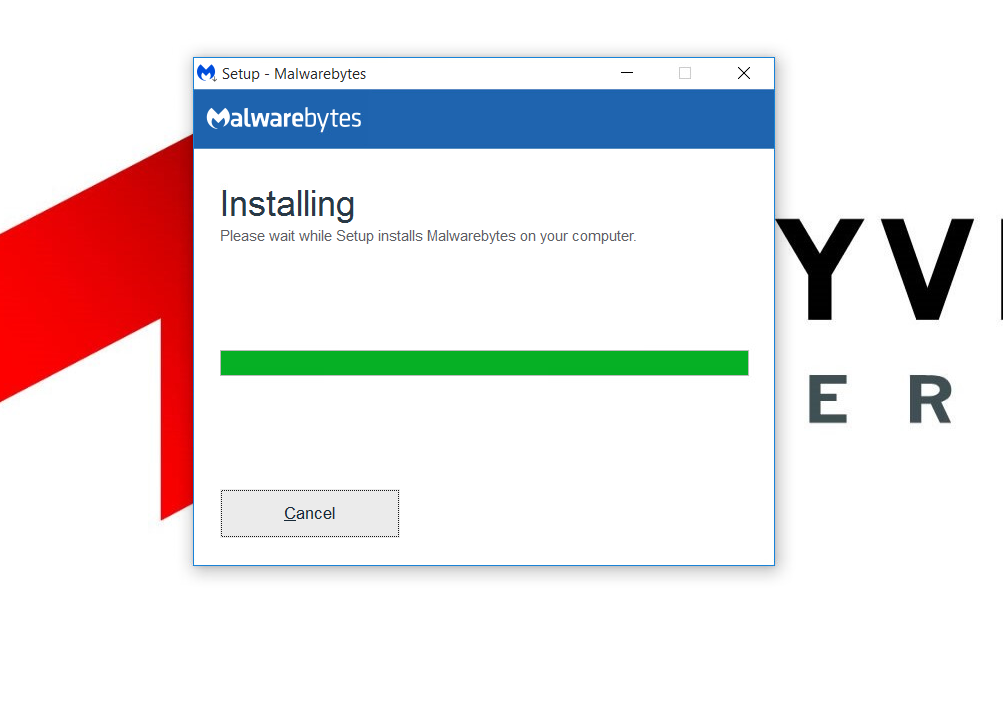 Setup - Malwarebytes
Malwarebytes
Installing
Please wait while Setup installs Malwarebytes on your computer.
YV
E R
Cancel